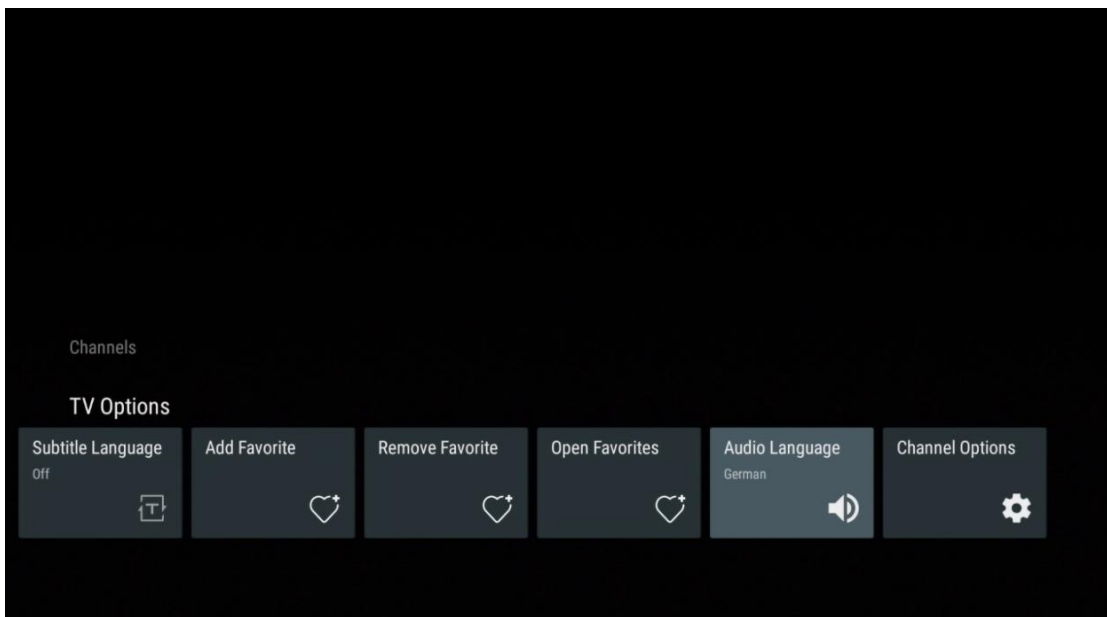 Channels
TV Options
Subtitle Language
Off
Add Favorite
Remove Favorite
Open Favorites
Audio Language
German
Channel Options